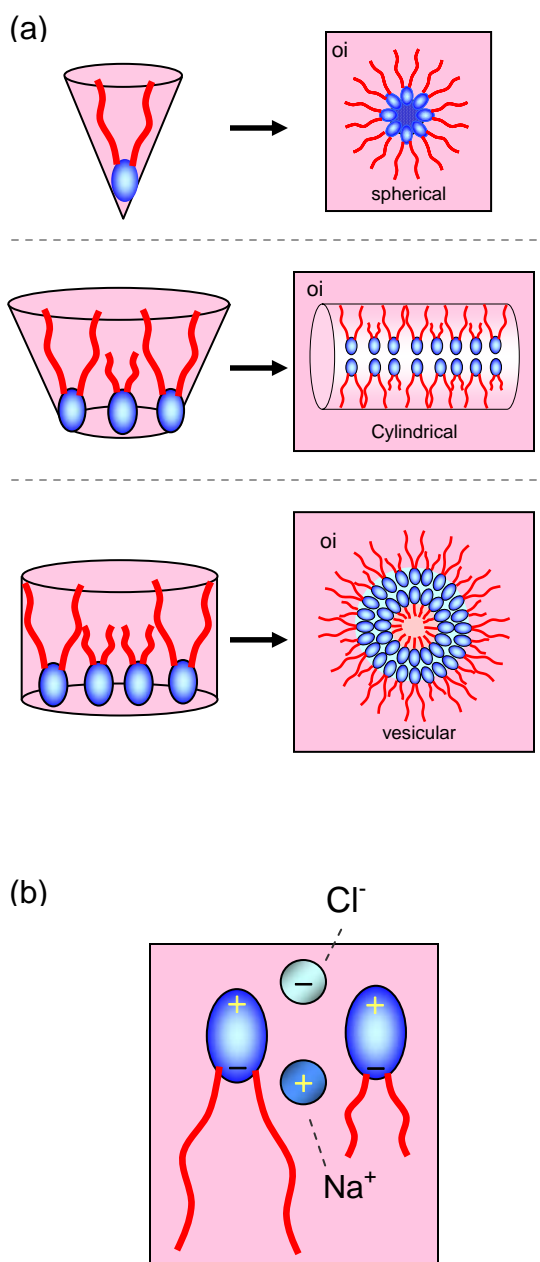 (a)
oi
spherical
oi
Cylindrical
oi
vesicular
(b)
Cl⁻
−
+
+
−
−
+
Na⁺